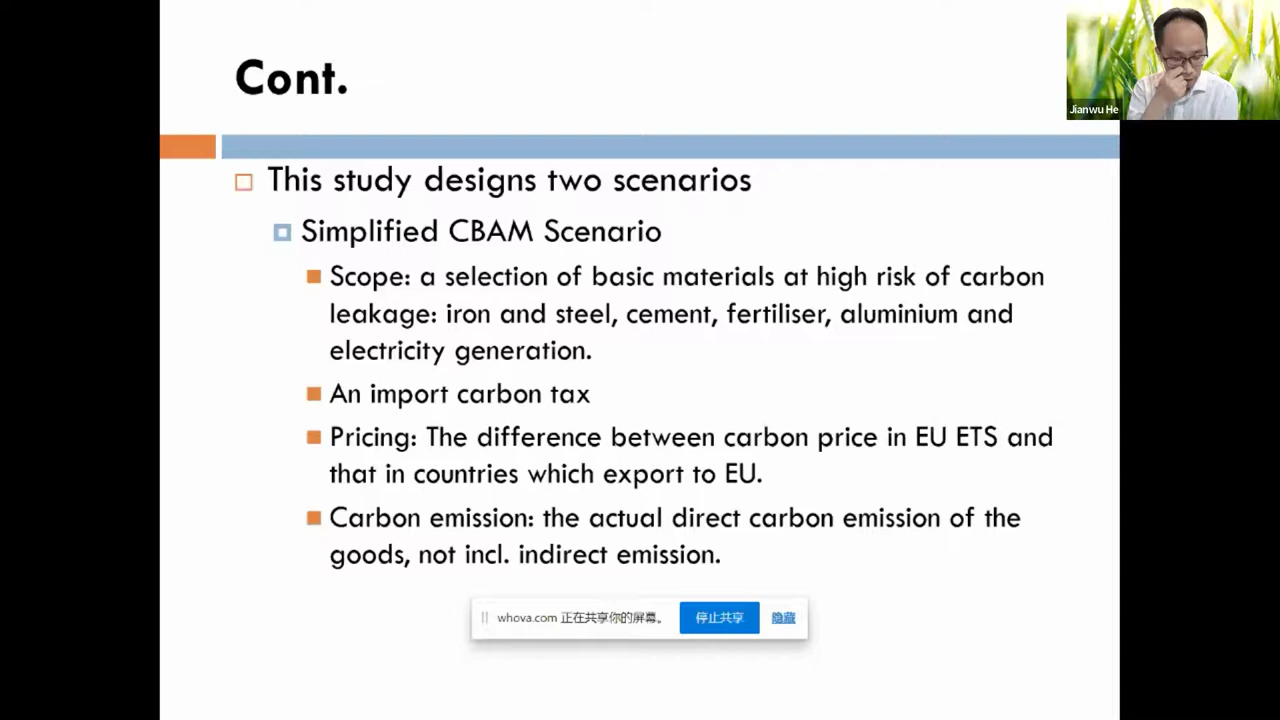 Cont.
Jianwu He
This study designs two scenarios
Simplified CBAM Scenario
Scope: a selection of basic materials at high risk of carbon
leakage: iron and steel, cement, fertiliser, aluminium and
electricity generation.
An import carbon tax
Pricing: The difference between carbon price in EU ETS and
that in countries which export to EU.
Carbon emission: the actual direct carbon emission of the
goods, not incl. indirect emission.
whova.com 正在共享你的屏幕。 停止共享 隐藏